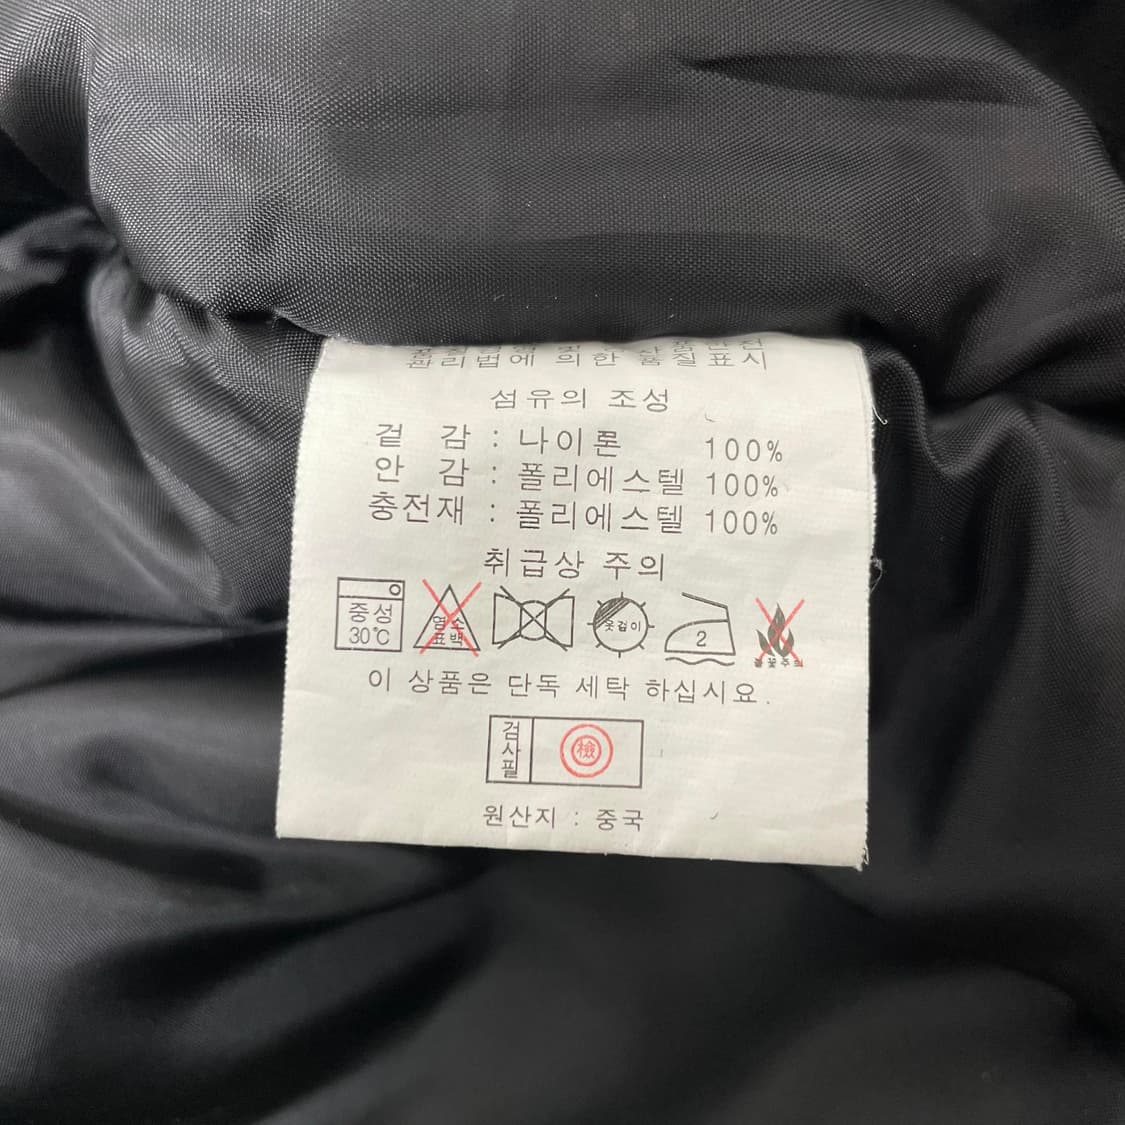 관리법에 의한 품질표시
섬유의 조성
겉 감 : 나이론 100%
안 감 : 폴리에스텔 100%
충전재 : 폴리에스텔 100%
취급상 주의
중성
30℃
염소
표백
옷걸이
2
불꽃주의
이 상품은 단독 세탁 하십시요.
검사필
檢
원산지 : 중국